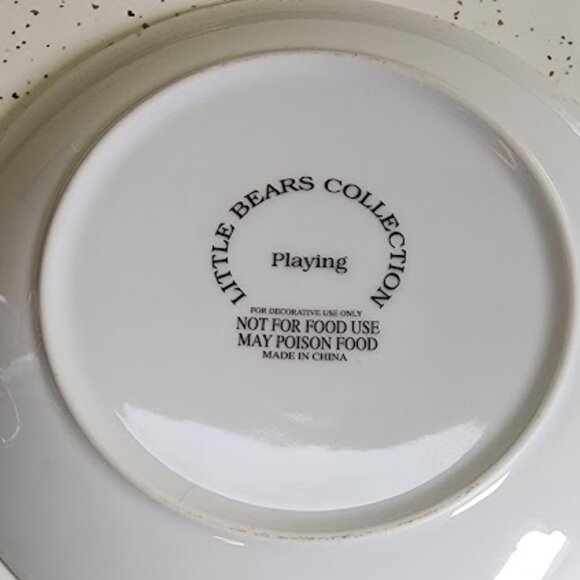 LITTLE BEARS COLLECTION
Playing
FOR DECORATIVE USE ONLY
NOT FOR FOOD USE
MAY POISON FOOD
MADE IN CHINA